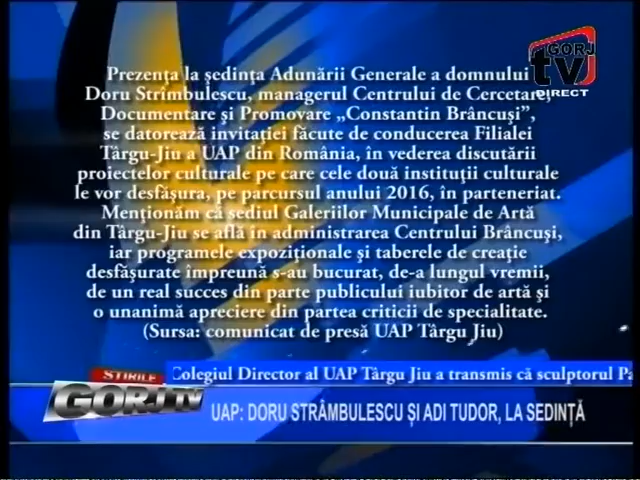 Prezența la ședința Adunării Generale a domnului
Doru Strîmbulescu, managerul Centrului de Cercetare,
Documentare și Promovare „Constantin Brâncuși”,
se datorează invitației făcute de conducerea Filialei
Târgu-Jiu a UAP din România, în vederea discutării
proiectelor culturale pe care cele două instituții culturale
le vor desfășura, pe parcursul anului 2016, în parteneriat.
Menționăm că sediul Galeriilor Municipale de Artă
din Târgu-Jiu se află în administrarea Centrului Brâncuși,
iar programele expoziționale și taberele de creație
desfășurate împreună s-au bucurat, de-a lungul vremii,
de un real succes din partea publicului iubitor de artă și
o unanimă apreciere din partea criticii de specialitate.
(Sursa: comunicat de presă UAP Târgu Jiu)
GORJ
tv
DIRECT
ȘTIRILE
GORJ TV
Colegiul Director al UAP Târgu Jiu a transmis că sculptorul Pa
UAP: DORU STRÂMBULESCU ȘI ADI TUDOR, LA SEDINȚĂ